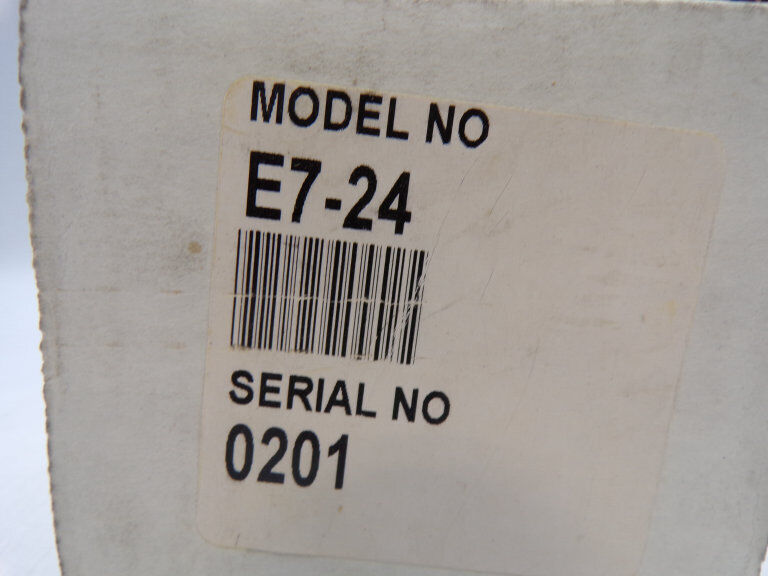 MODEL NO
E7-24
SERIAL NO
0201